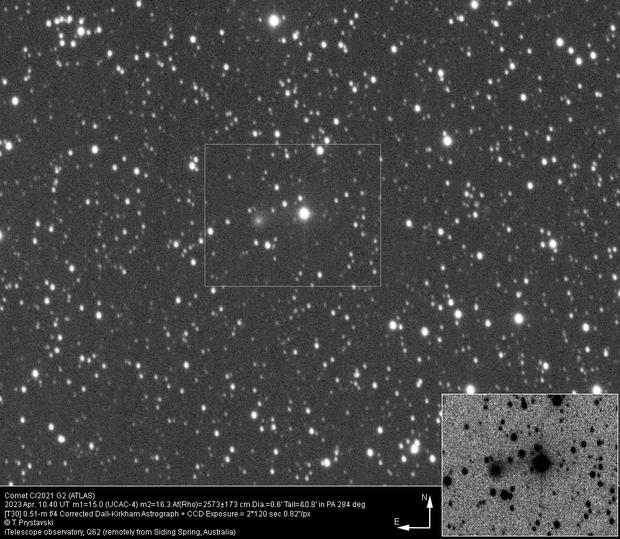 Comet C/2021 G2 (ATLAS)
2023 Apr. 10.40 UT m1=15.0 (UCAC-4) m2=16.3 Af(Rho)=2573±173 cm Dia.=0.6' Tail=&0.8' in PA 284 deg
[T30] 0.51-m f/4 Corrected Dall-Kirkham Astrograph + CCD Exposure = 2*120 sec 0.82"/px
© T. Prystavski
iTelescope observatory, Q62 (remotely from Siding Spring, Australia)
N
E